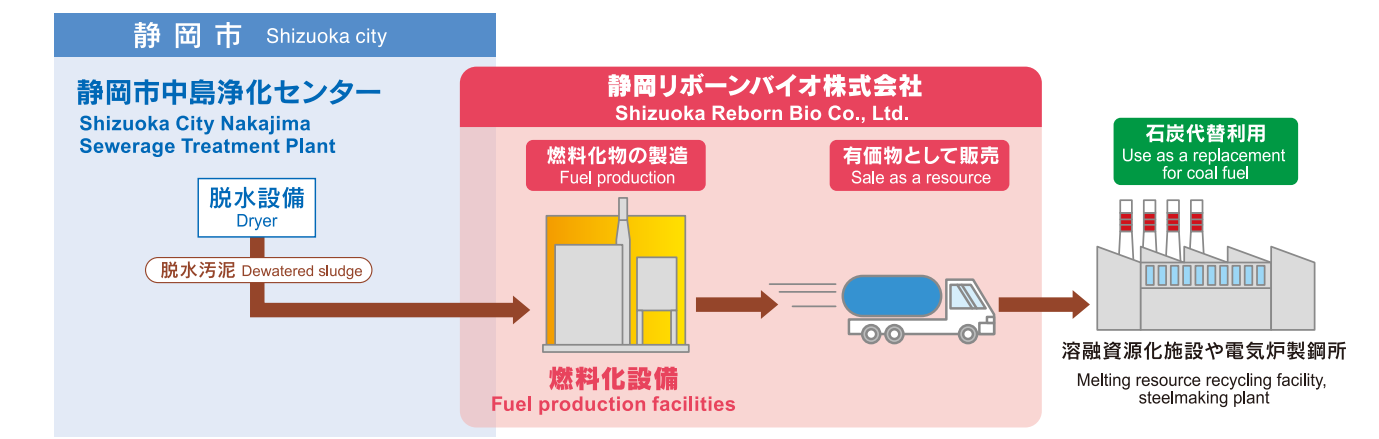 静岡市 Shizuoka city
静岡市中島浄化センター
Shizuoka City Nakajima
Sewerage Treatment Plant
脱水設備
Dryer
脱水汚泥 Dewatered sludge
静岡リボーンバイオ株式会社
Shizuoka Reborn Bio Co., Ltd.
燃料化物の製造
Fuel production
燃料化設備
Fuel production facilities
有価物として販売
Sale as a resource
石炭代替利用
Use as a replacement
for coal fuel
溶融資源化施設や電気炉製鋼所
Melting resource recycling facility,
steelmaking plant